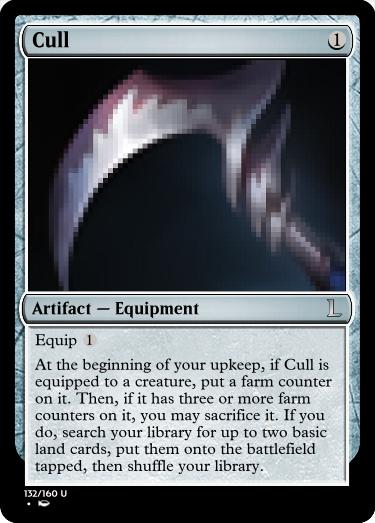 Cull 1
Artifact — Equipment L
Equip 1
At the beginning of your upkeep, if Cull is
equipped to a creature, put a farm counter
on it. Then, if it has three or more farm
counters on it, you may sacrifice it. If you
do, search your library for up to two basic
land cards, put them onto the battlefield
tapped, then shuffle your library.
132/160 U